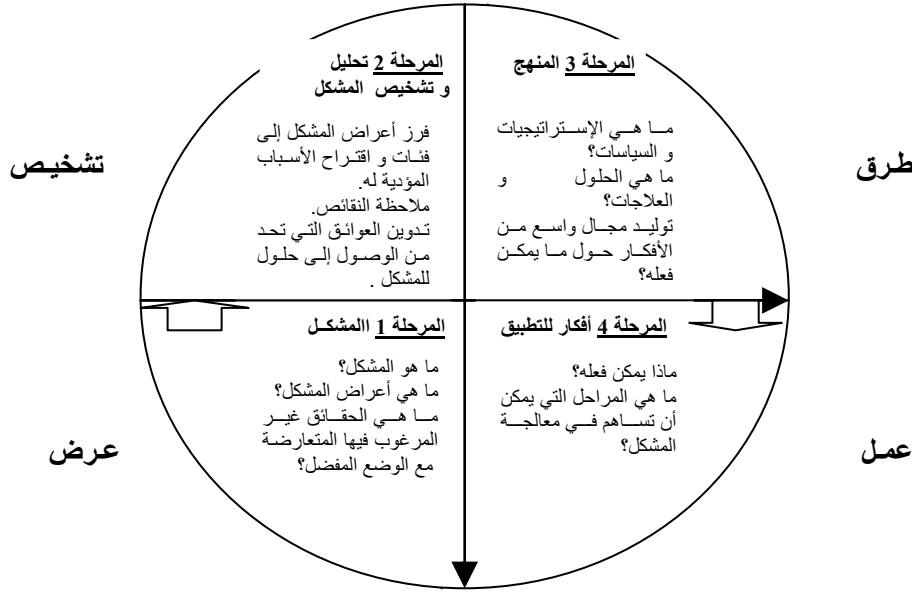 المرحلة 3 المنهج
ما هي الإستراتيجيات
و السياسات؟
ما هي الحلول و
العلاجات؟
توليد مجال واسع من
الأفكار حول ما يمكن
فعله؟
طرق
المرحلة 2 تحليل
و تشخيص المشكل
فرز أعراض المشكل إلى
فئات و اقتراح الأسباب
المؤدية له.
ملاحظة النقائص.
تدوين العوائق التي تحد
من الوصول إلى حلول
للمشكل .
تشخيص
المرحلة 4 أفكار للتطبيق
ماذا يمكن فعله؟
ما هي المراحل التي يمكن
أن تساهم في معالجة
المشكل؟
عمل
المرحلة 1 االمشكل
ما هو المشكل؟
ما هي أعراض المشكل؟
ما هي الحقائق غير
المرغوب فيها المتعارضة
مع الوضع المفضل؟
عرض